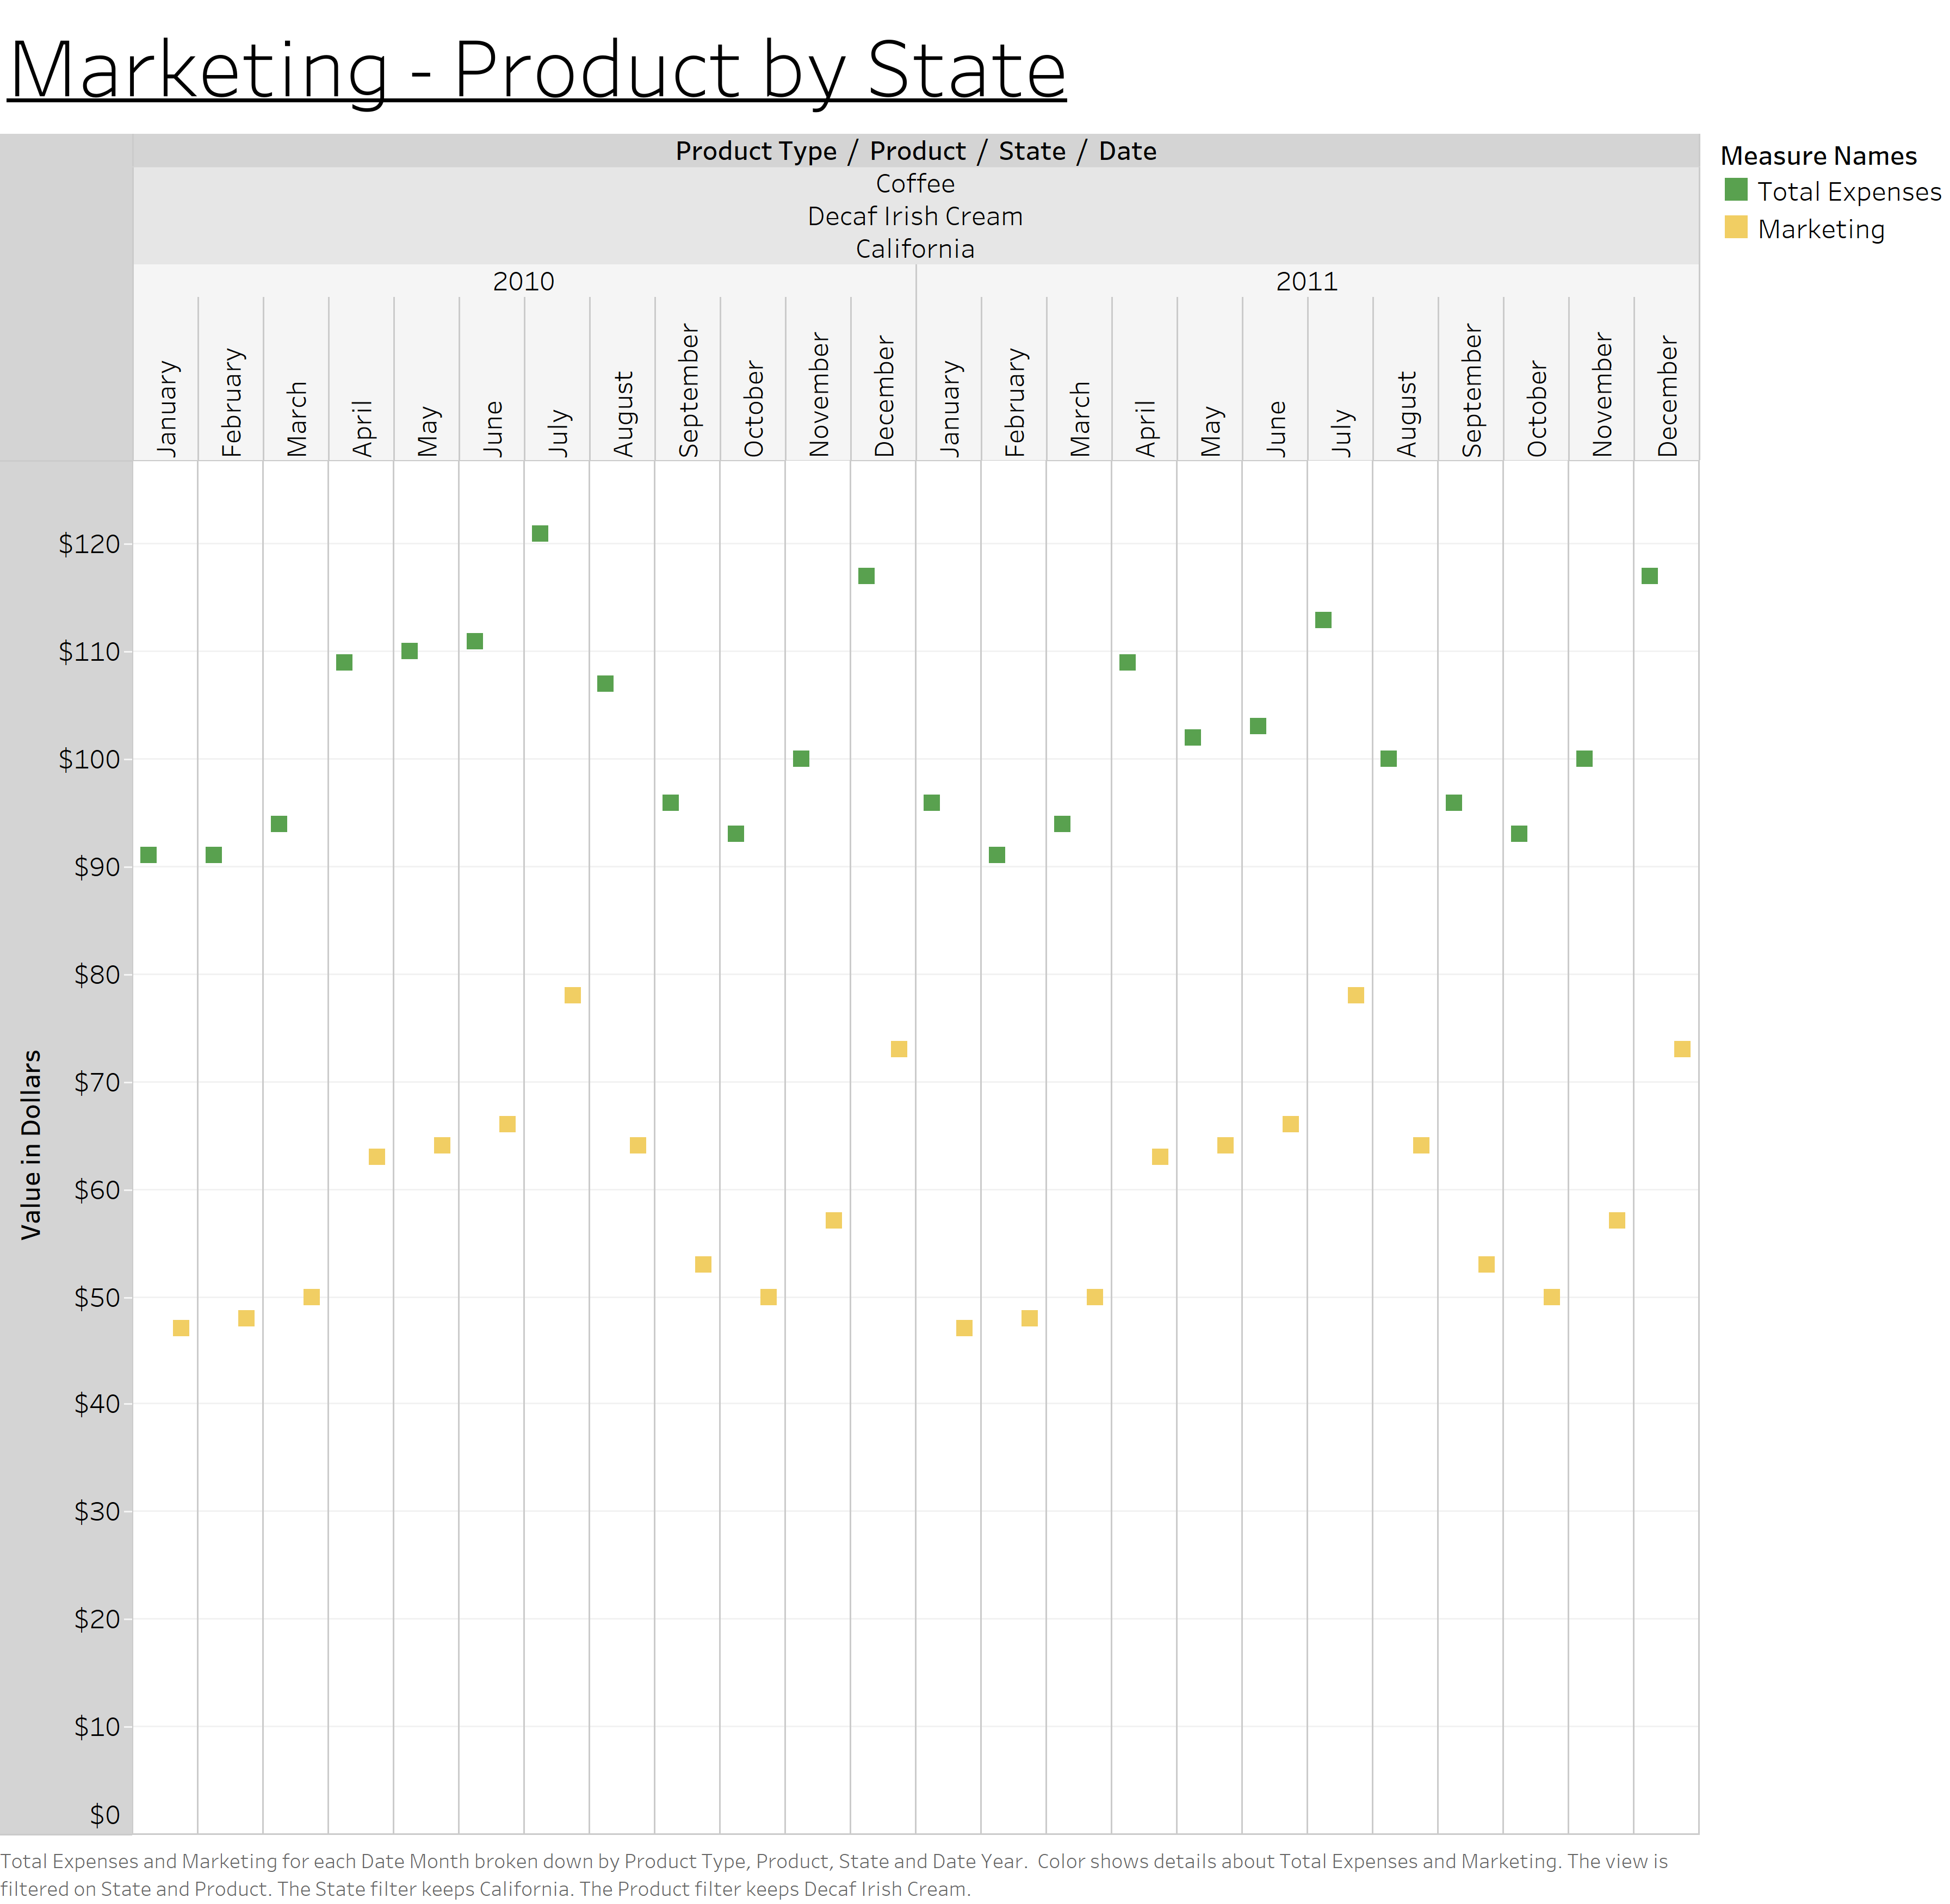 Marketing - Product by State
Product Type / Product / State / Date
Coffee
Decaf Irish Cream
California
2010
2011
January
February
March
April
May
June
July
August
September
October
November
December
January
February
March
April
May
June
July
August
September
October
November
December
Measure Names
Total Expenses
Marketing
Value in Dollars
$120
$110
$100
$90
$80
$70
$60
$50
$40
$30
$20
$10
$0
Total Expenses and Marketing for each Date Month broken down by Product Type, Product, State and Date Year.  Color shows details about Total Expenses and Marketing. The view is
filtered on State and Product. The State filter keeps California. The Product filter keeps Decaf Irish Cream.